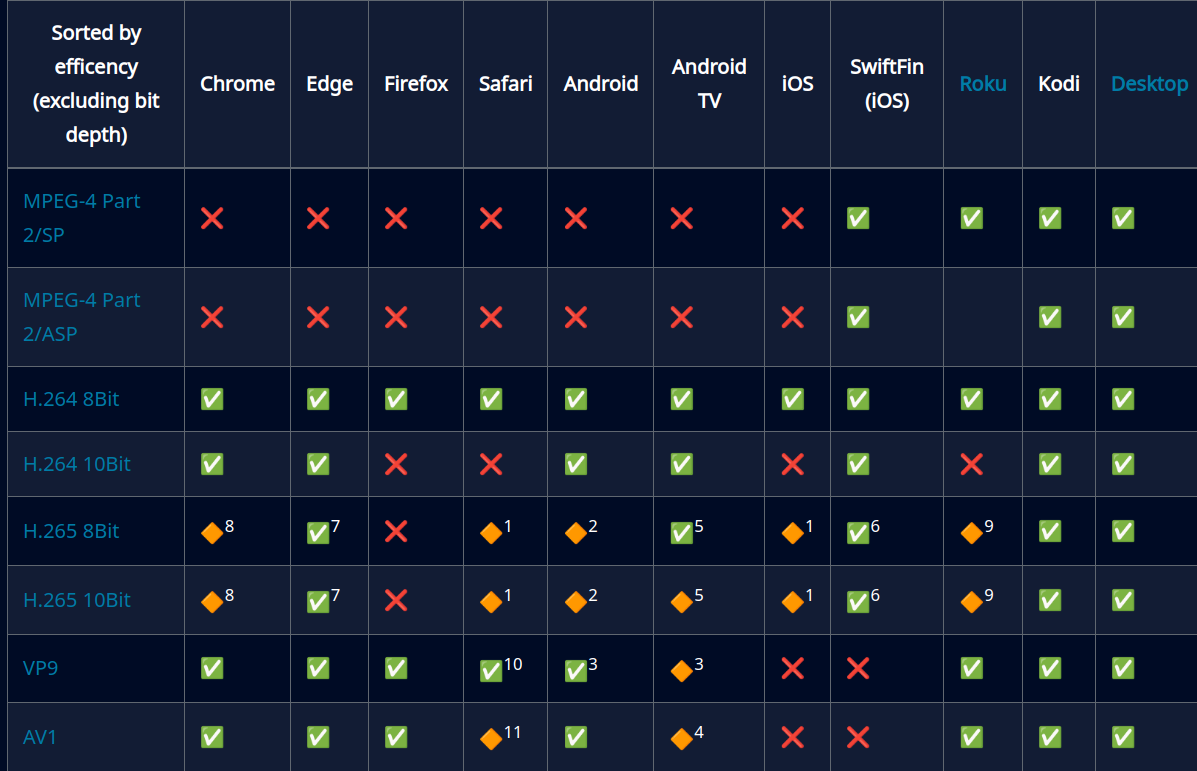 Sorted by
efficency
(excluding bit
depth)
Chrome
Edge
Firefox
Safari
Android
Android
TV
iOS
SwiftFin
(iOS)
Roku
Kodi
Desktop
MPEG-4 Part
2/SP
❌ ❌ ❌ ❌ ❌ ❌ ❌ ✅ ✅ ✅ ✅
MPEG-4 Part
2/ASP
❌ ❌ ❌ ❌ ❌ ❌ ❌ ✅ ✅ ✅
H.264 8Bit ✅ ✅ ✅ ✅ ✅ ✅ ✅ ✅ ✅ ✅ ✅
H.264 10Bit ✅ ✅ ❌ ❌ ✅ ✅ ❌ ✅ ❌ ✅ ✅
H.265 8Bit 🔶8 ✅7 ❌ 🔶1 🔶2 ✅5 🔶1 ✅6 🔶9 ✅ ✅
H.265 10Bit 🔶8 ✅7 ❌ 🔶1 🔶2 🔶5 🔶1 ✅6 🔶9 ✅ ✅
VP9 ✅ ✅ ✅ ✅10 ✅3 🔶3 ❌ ❌ ✅ ✅ ✅
AV1 ✅ ✅ ✅ 🔶11 ✅ 🔶4 ❌ ❌ ✅ ✅ ✅